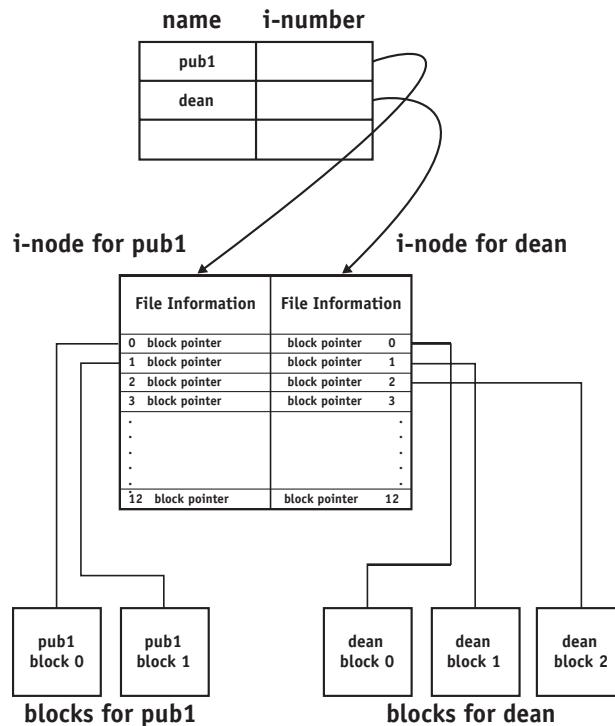 name i-number
pub1
dean
i-node for pub1 i-node for dean
File Information File Information
0 block pointer block pointer 0
1 block pointer block pointer 1
2 block pointer block pointer 2
3 block pointer block pointer 3
. .
. .
. .
. .
. .
12 block pointer block pointer 12
pub1 block 0
pub1 block 1
dean block 0
dean block 1
dean block 2
blocks for pub1 blocks for dean